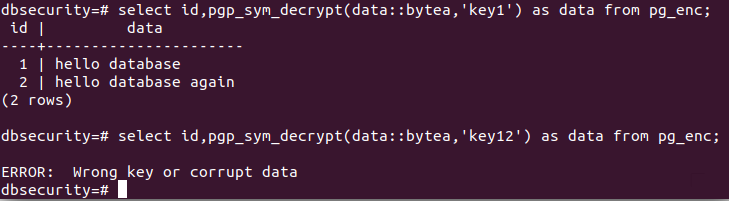 dbsecurity=# select id,pgp_sym_decrypt(data::bytea,'key1') as data from pg_enc;
 id |         data
----+----------------------
  1 | hello database
  2 | hello database again
(2 rows)
dbsecurity=# select id,pgp_sym_decrypt(data::bytea,'key12') as data from pg_enc;
ERROR:  Wrong key or corrupt data
dbsecurity=#